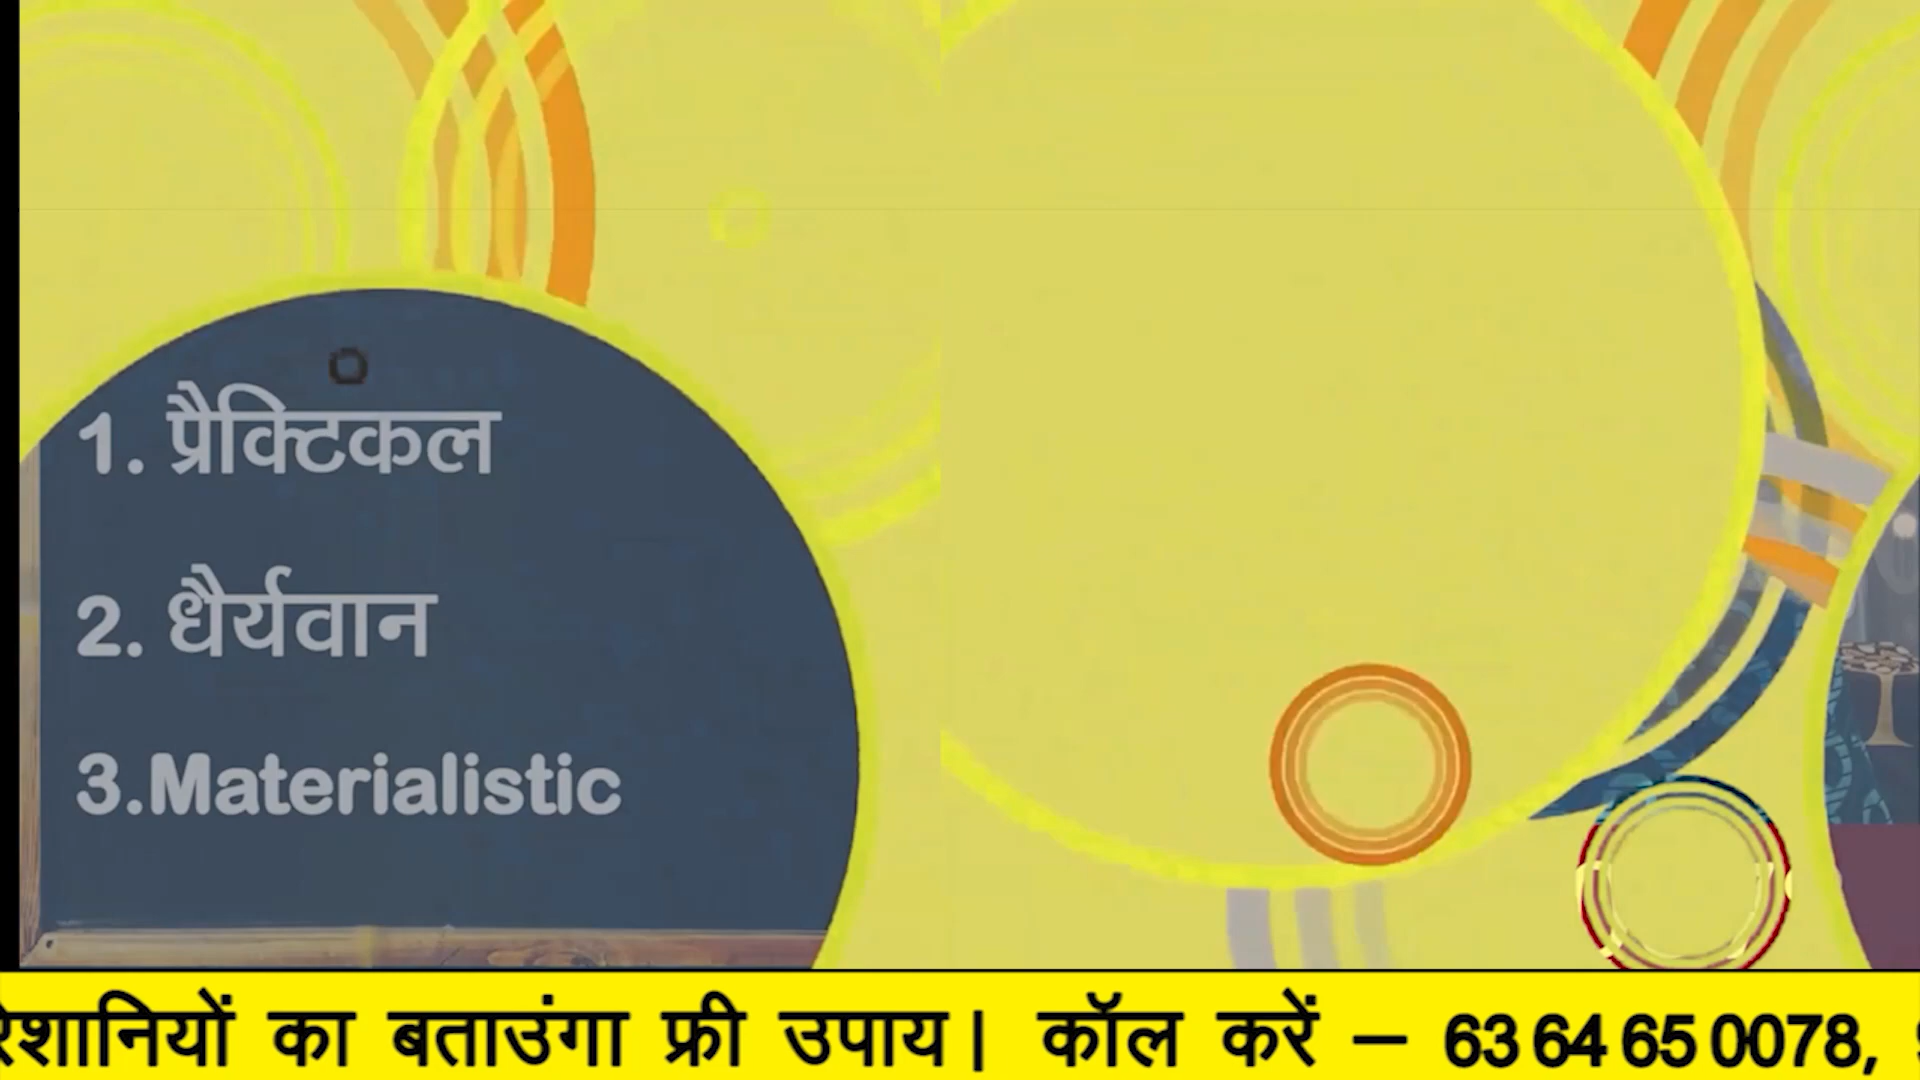 1. प्रैक्टिकल
2. धैर्यवान
3.Materialistic
रेशानियों का बताउंगा फ्री उपाय| कॉल करें – 63 64 65 0078,